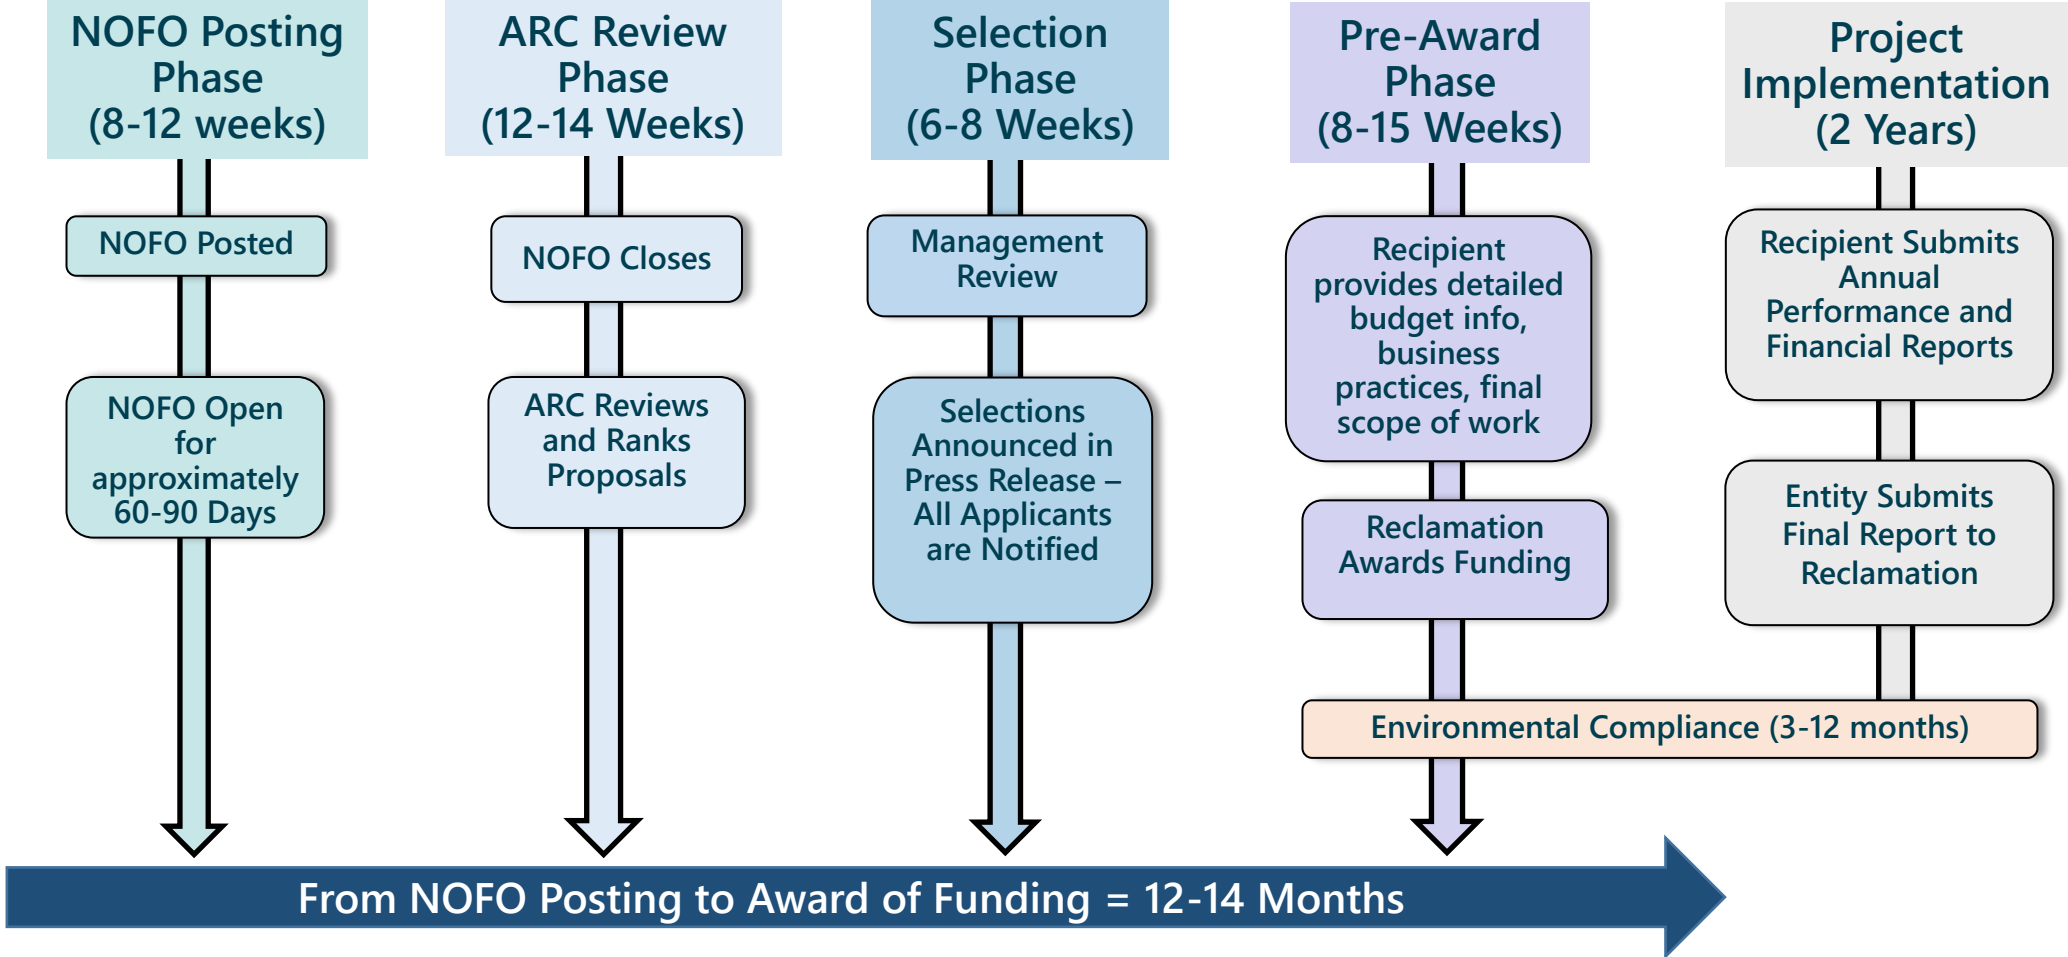 NOFO Posting
Phase
(8-12 weeks)
NOFO Posted
NOFO Open
for
approximately
60-90 Days
ARC Review
Phase
(12-14 Weeks)
NOFO Closes
ARC Reviews
and Ranks
Proposals
Selection
Phase
(6-8 Weeks)
Management
Review
Selections
Announced in
Press Release –
All Applicants
are Notified
Pre-Award
Phase
(8-15 Weeks)
Recipient
provides detailed
budget info,
business
practices, final
scope of work
Reclamation
Awards Funding
Project
Implementation
(2 Years)
Recipient Submits
Annual
Performance and
Financial Reports
Entity Submits
Final Report to
Reclamation
Environmental Compliance (3-12 months)
From NOFO Posting to Award of Funding = 12-14 Months